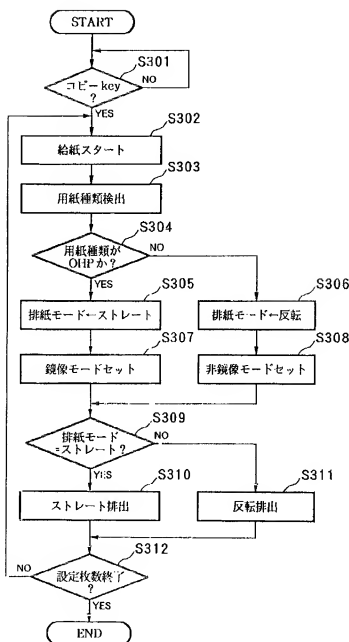 START
S301
コピーkey
?
NO
YES
S302
給紙スタート
S303
用紙種類検出
S304
用紙種類が
OHPか?
NO
YES
S305
排紙モード←ストレート
S306
排紙モード←反転
S307
鏡像モードセット
S308
非鏡像モードセット
S309
排紙モード
=ストレート?
NO
YES
S310
ストレート排出
S311
反転排出
S312
設定枚数終了
?
NO
YES
END